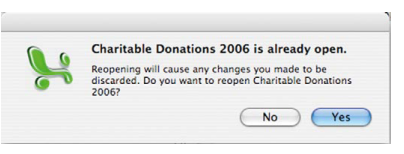 Charitable Donations 2006 is already open.
Reopening will cause any changes you made to be
discarded. Do you want to reopen Charitable Donations
2006?
No
Yes